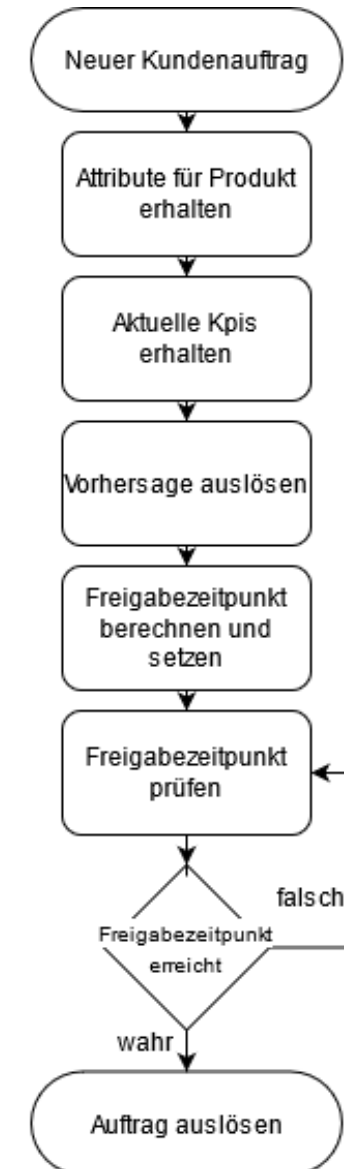 Neuer Kundenauftrag
Attribute für Produkt
erhalten
Aktuelle Kpis
erhalten
Vorhersage auslösen
Freigabezeitpunkt
berechnen und
setzen
Freigabezeitpunkt
prüfen
falsch
Freigabezeitpunkt
erreicht
wahr
Auftrag auslösen